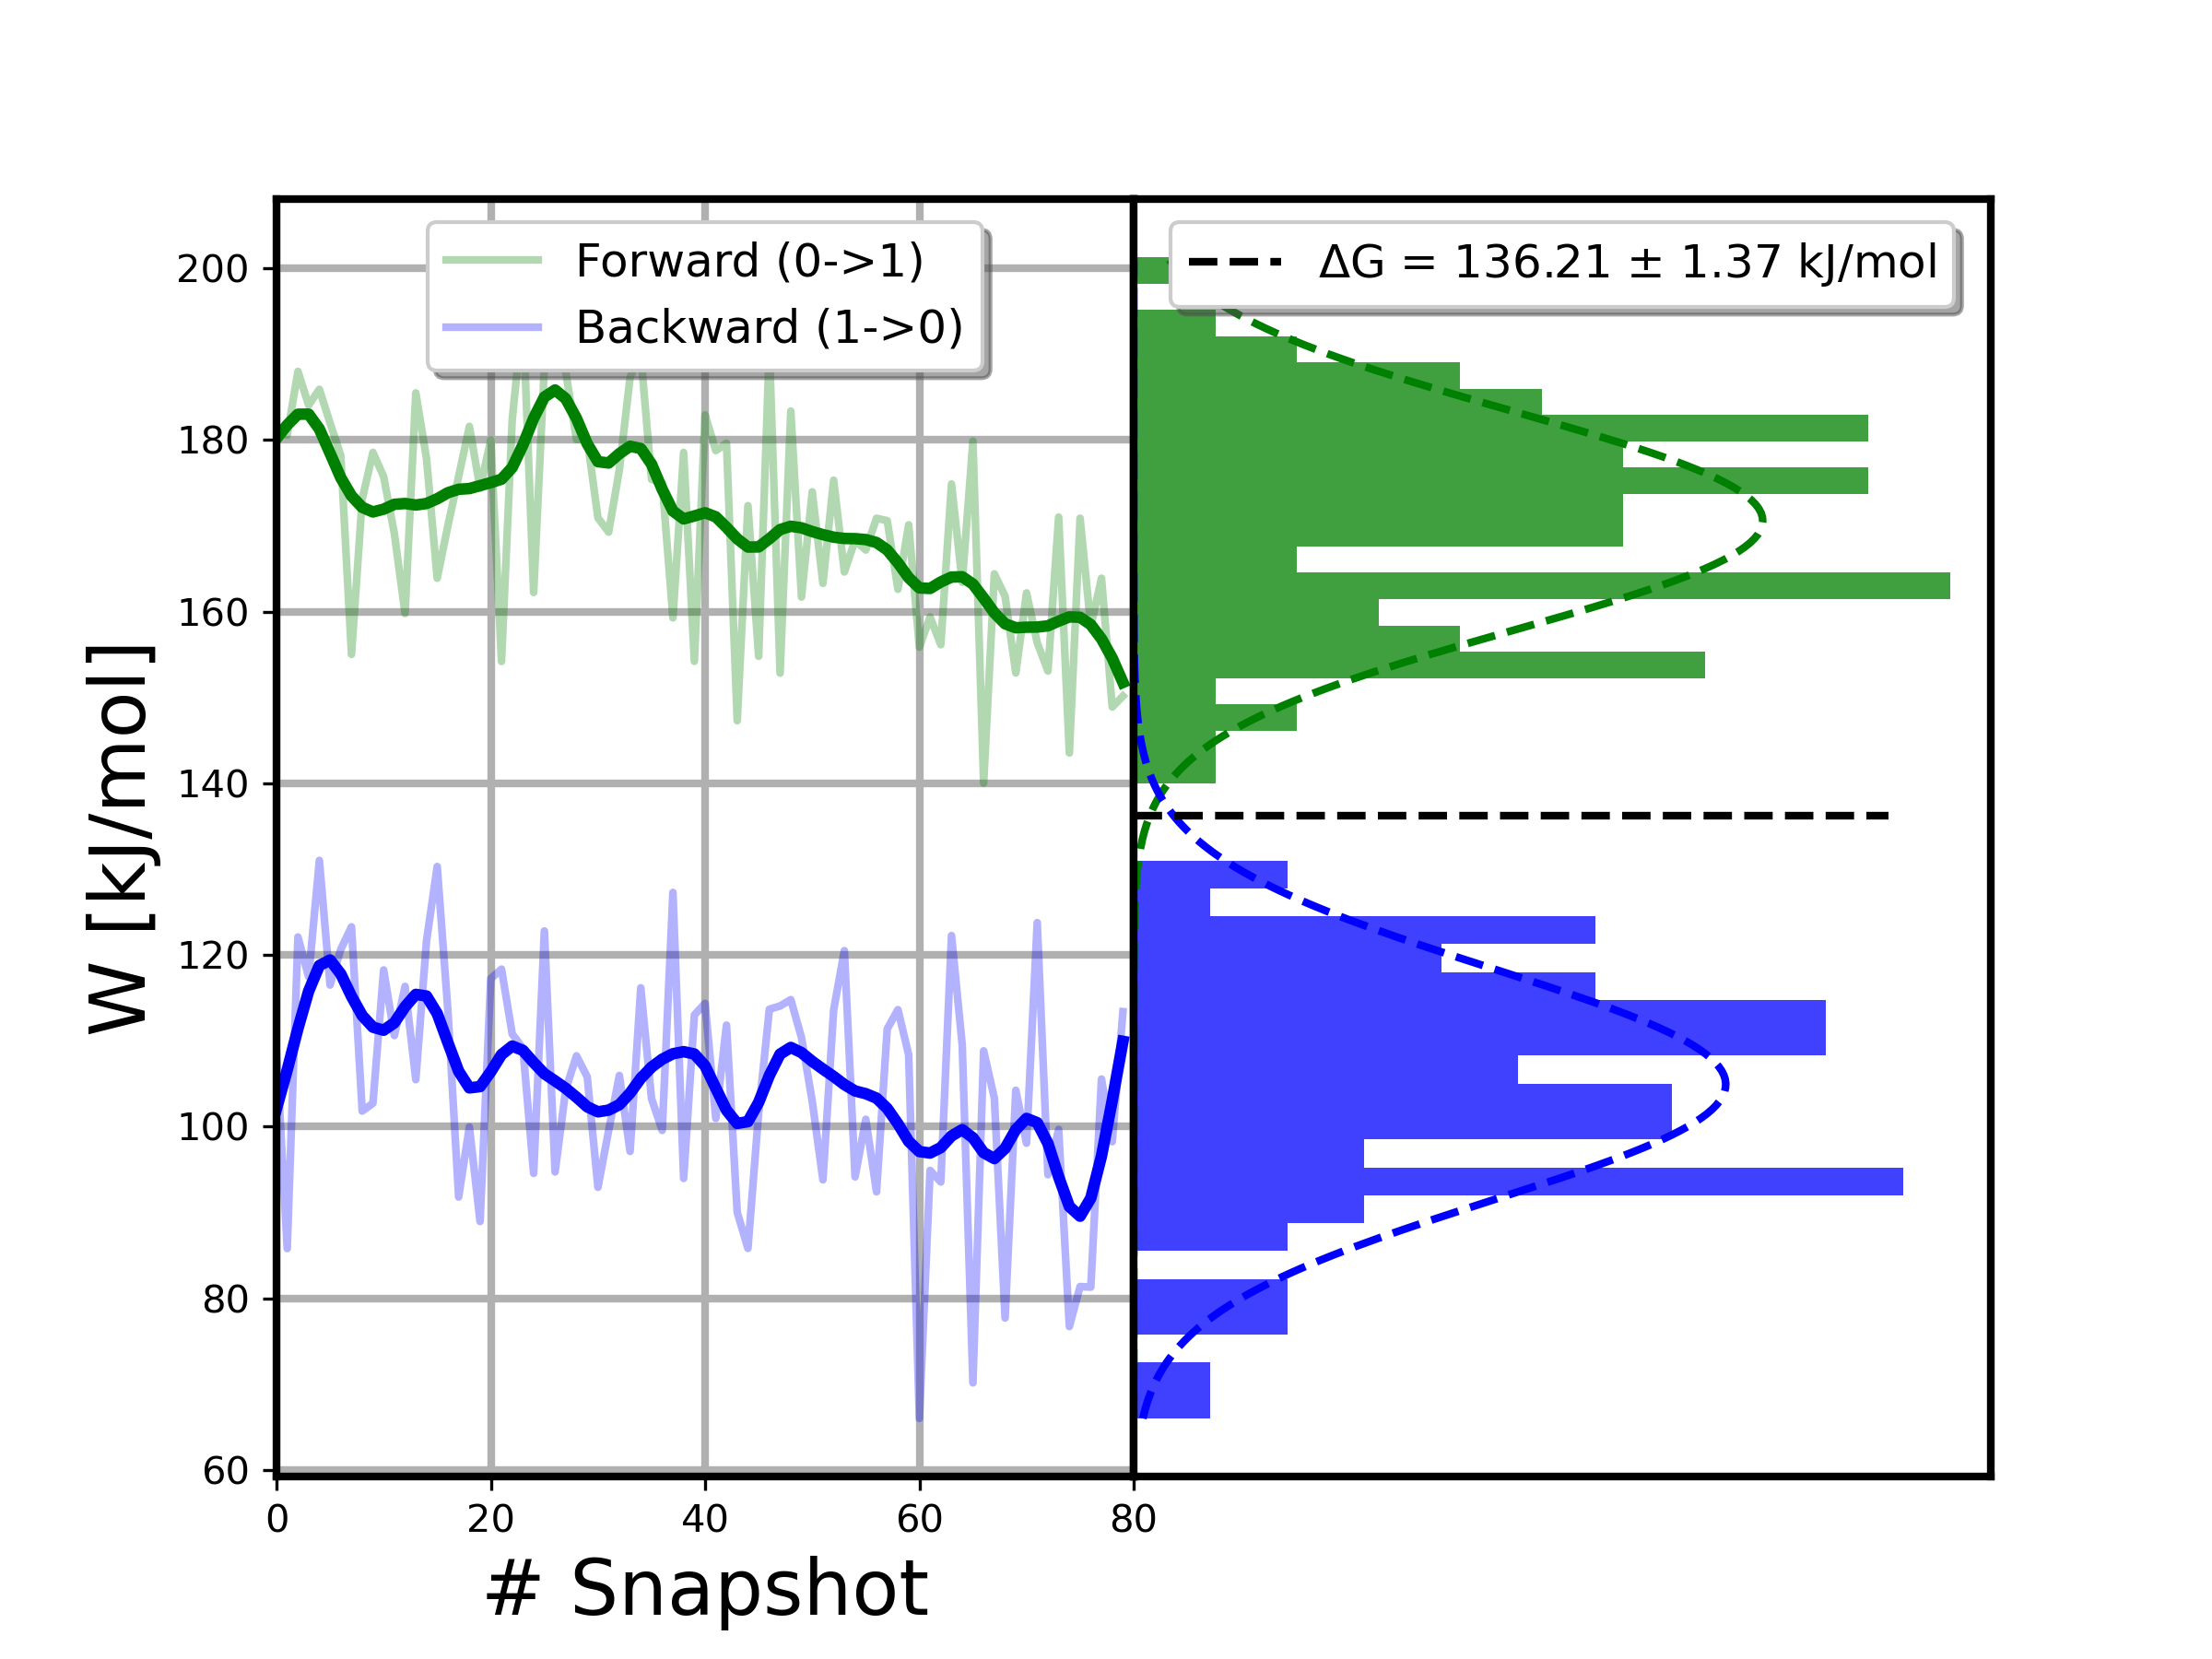 Forward (0->1)
Backward (1->0)
ΔG = 136.21 ± 1.37 kJ/mol
W [kJ/mol]
200
180
160
140
120
100
80
60
0 20 40 60 80
# Snapshot